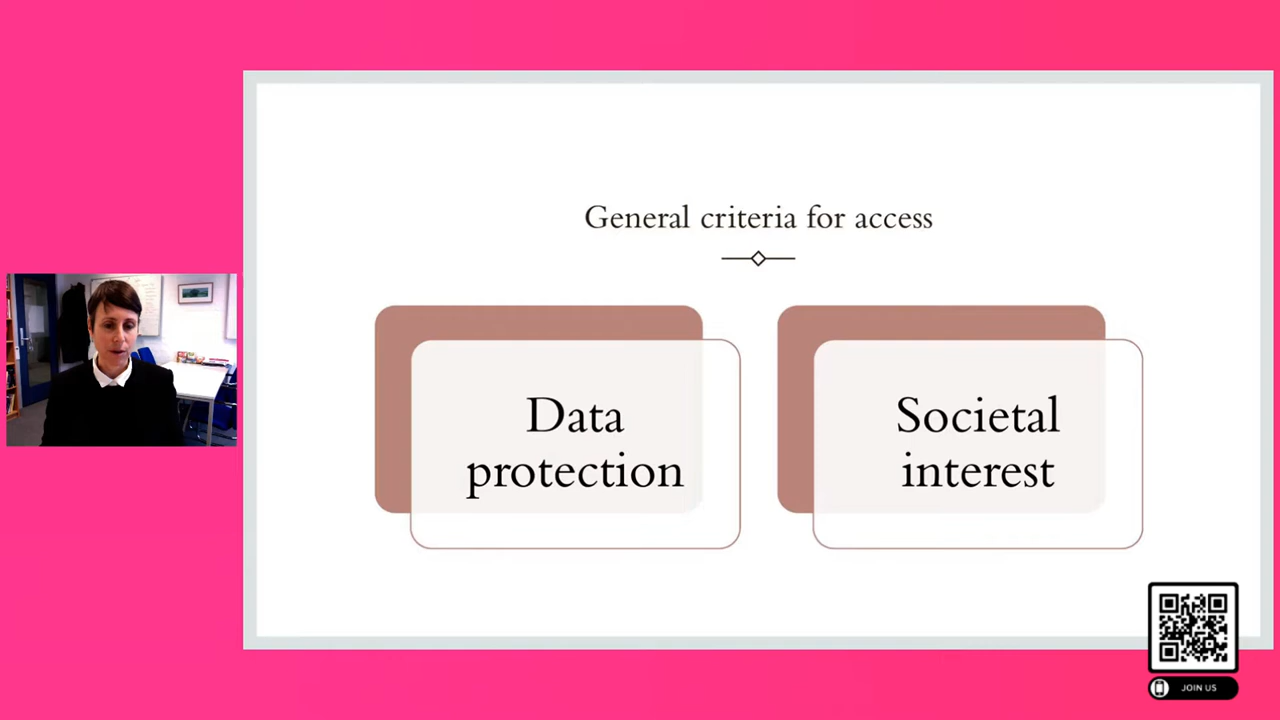 General criteria for access
Data
protection
Societal
interest
JOIN US